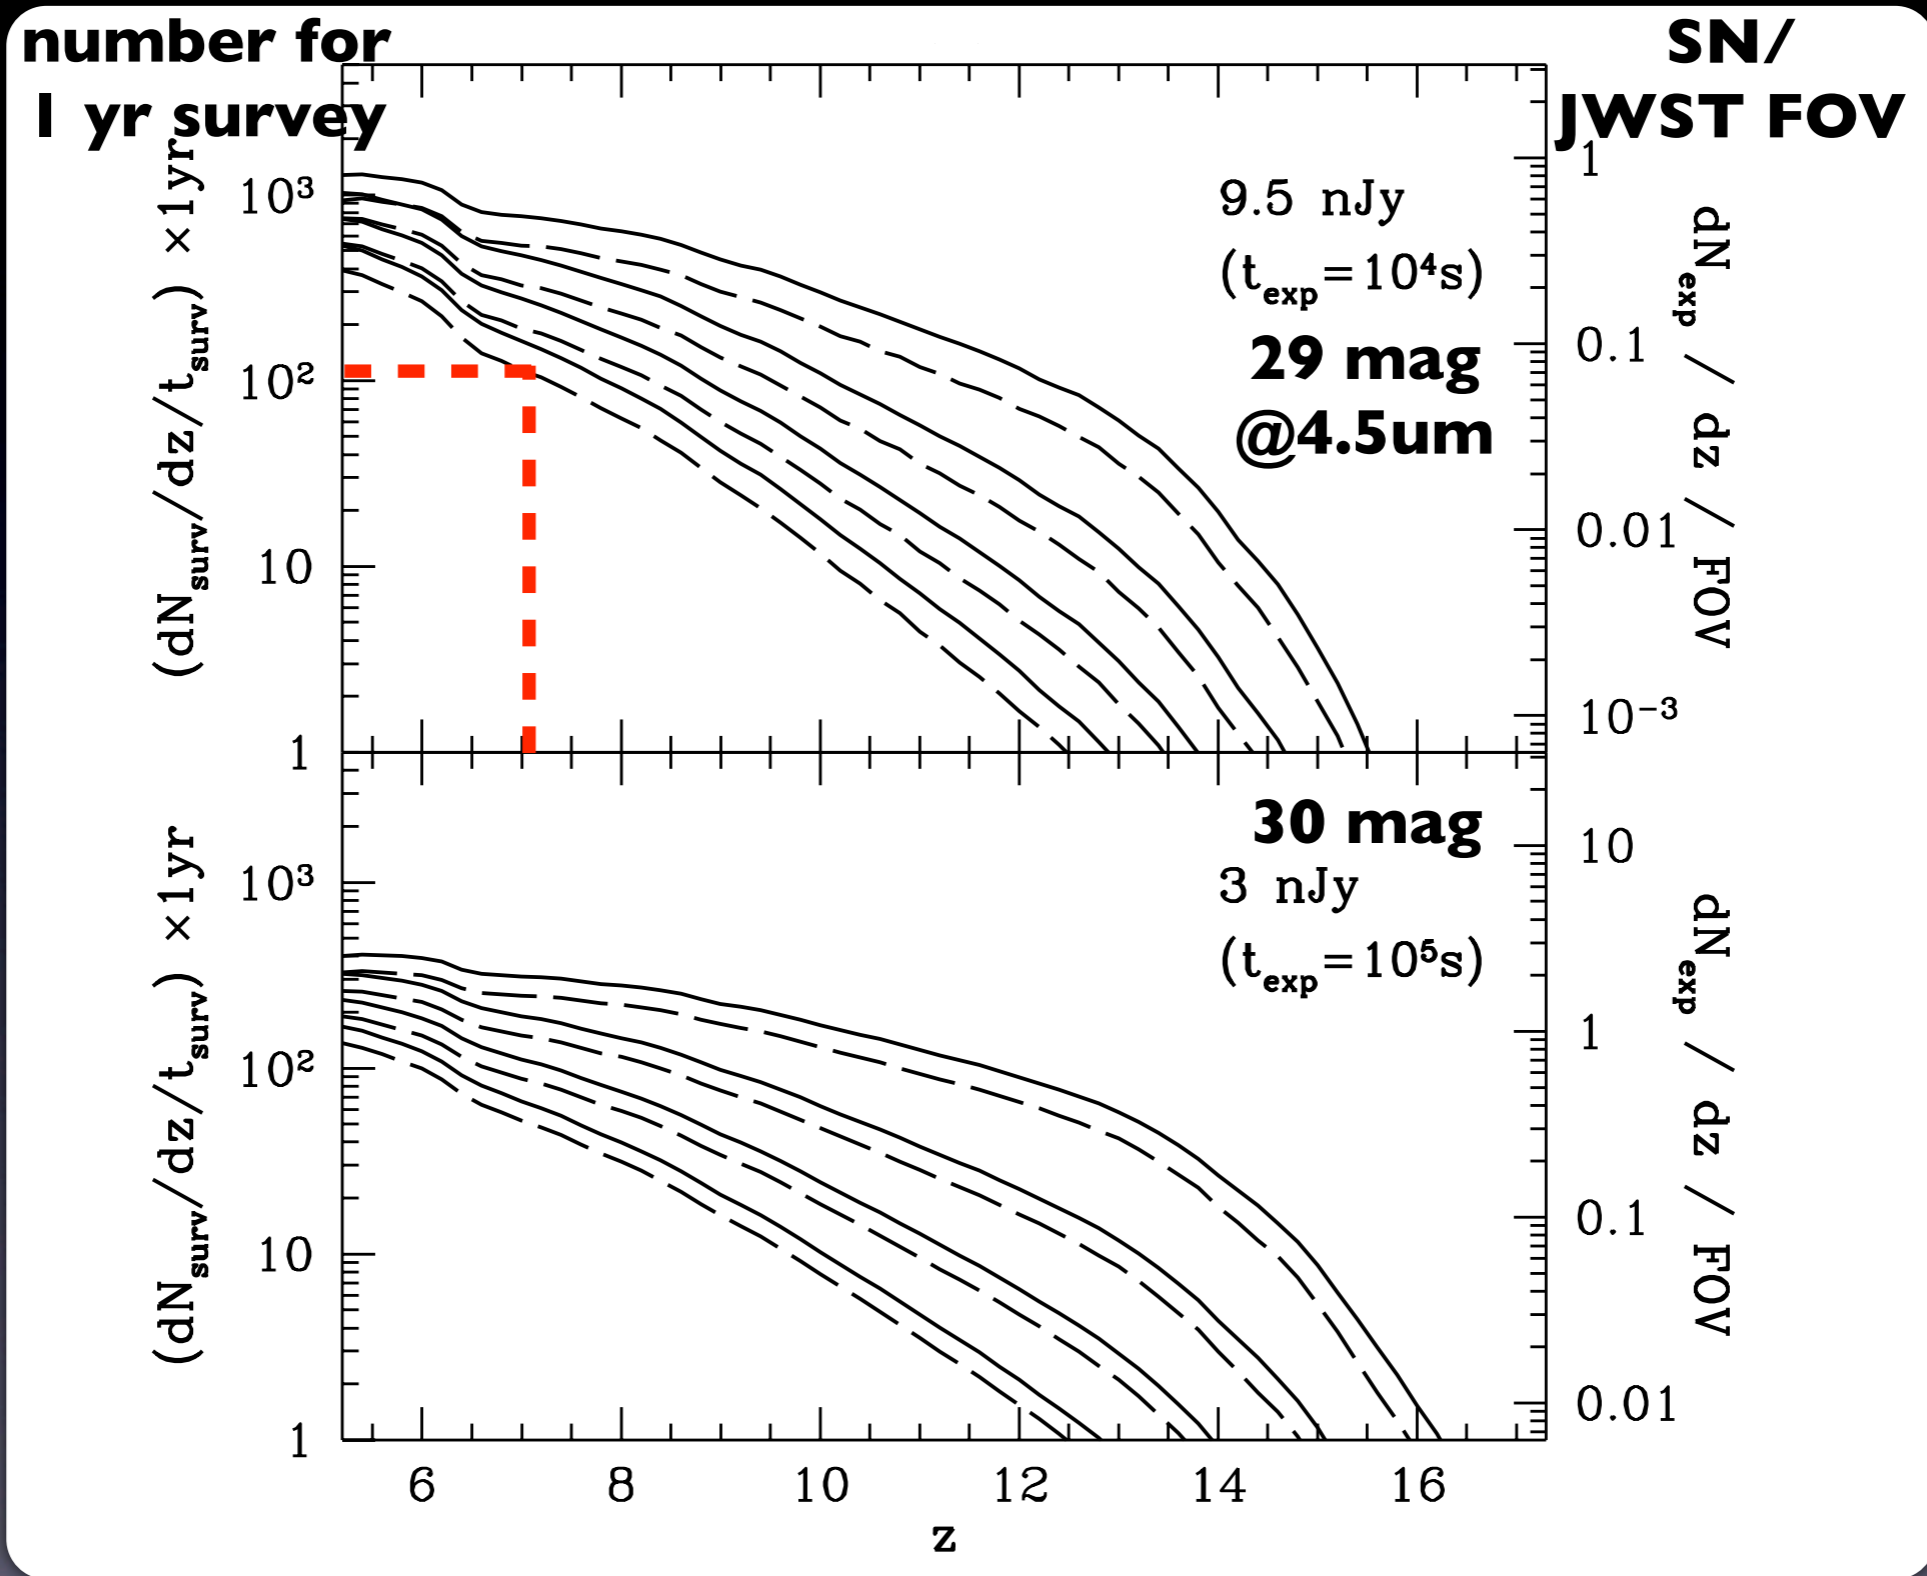 number for
1 yr survey
SN/
JWST FOV
(dN_surv/dz/t_surv) ×1yr
10³
10²
10
1
9.5 nJy
(t_exp=10⁴s)
29 mag
@4.5um
1
0.1
0.01
10⁻³
dN_exp / dz / FOV
(dN_surv/dz/t_surv) ×1yr
10³
10²
10
1
30 mag
3 nJy
(t_exp=10⁵s)
10
1
0.1
0.01
dN_exp / dz / FOV
6 8 10 12 14 16
z